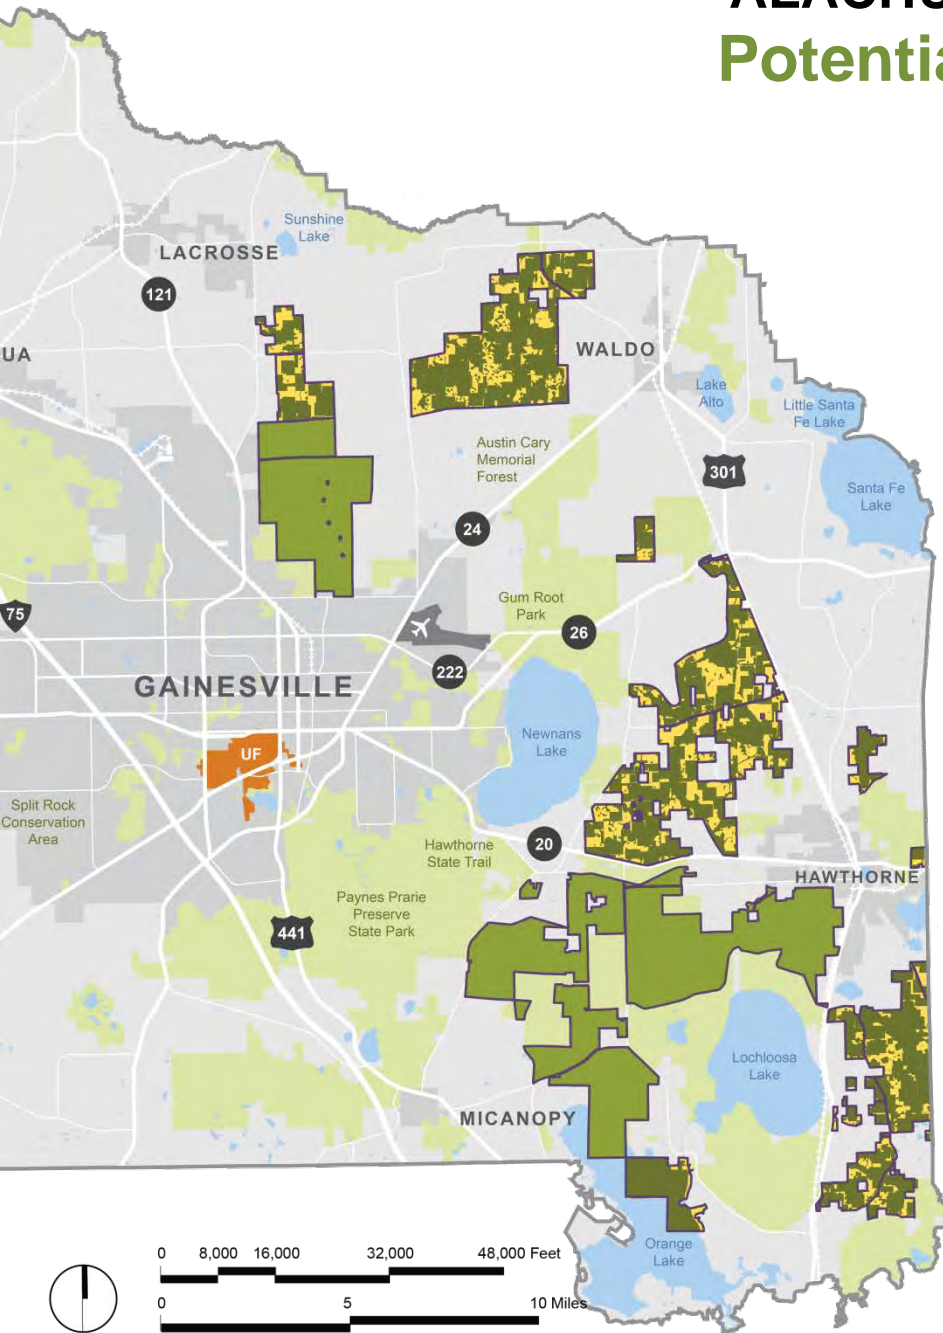 Potentia
Sunshine
Lake
LACROSSE
121
UA
WALDO
Lake
Alto
Little Santa
Fe Lake
Austin Cary
Memorial
Forest
301
Santa Fe
Lake
24
75
Gum Root
Park
26
222
GAINESVILLE
Newnans
Lake
UF
Split Rock
Conservation
Area
Hawthorne
State Trail
20
HAWTHORNE
Paynes Prarie
Preserve
State Park
441
Lochloosa
Lake
MICANOPY
Orange
Lake
0 8,000 16,000 32,000 48,000 Feet
0 5 10 Miles